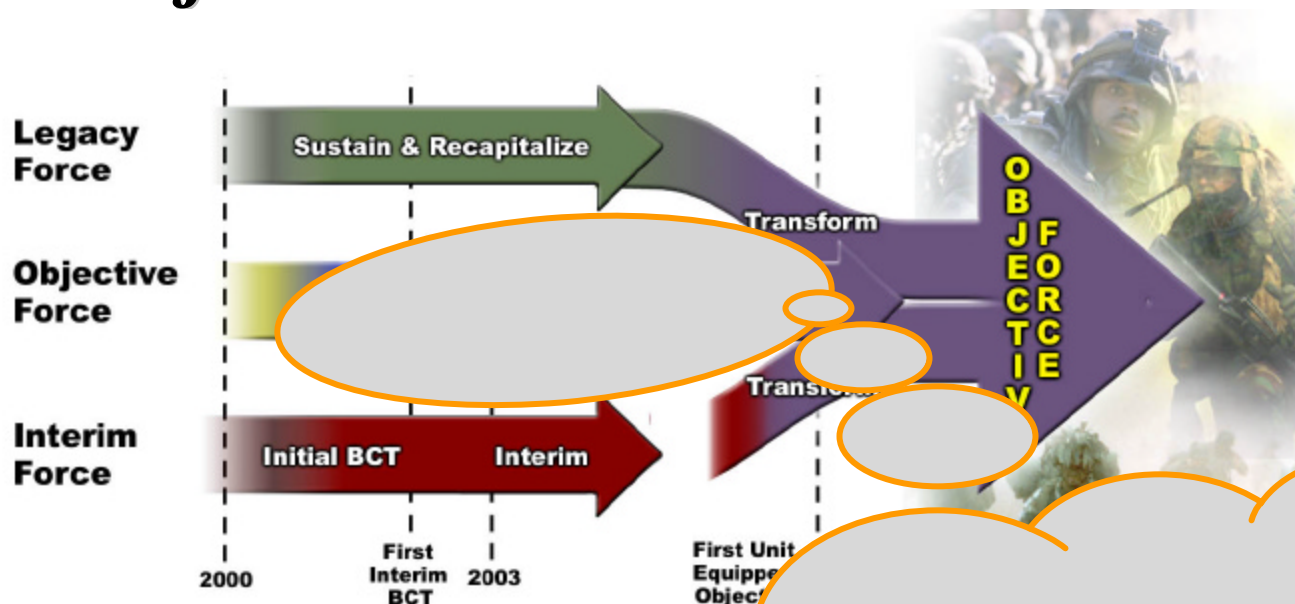 Legacy
Force
Sustain & Recapitalize
Transform
OBJECTIV
FORCE
Objective
Force
Transform
Interim
Force
Initial BCT
Interim
2000
First
Interim
BCT
2003
First Unit